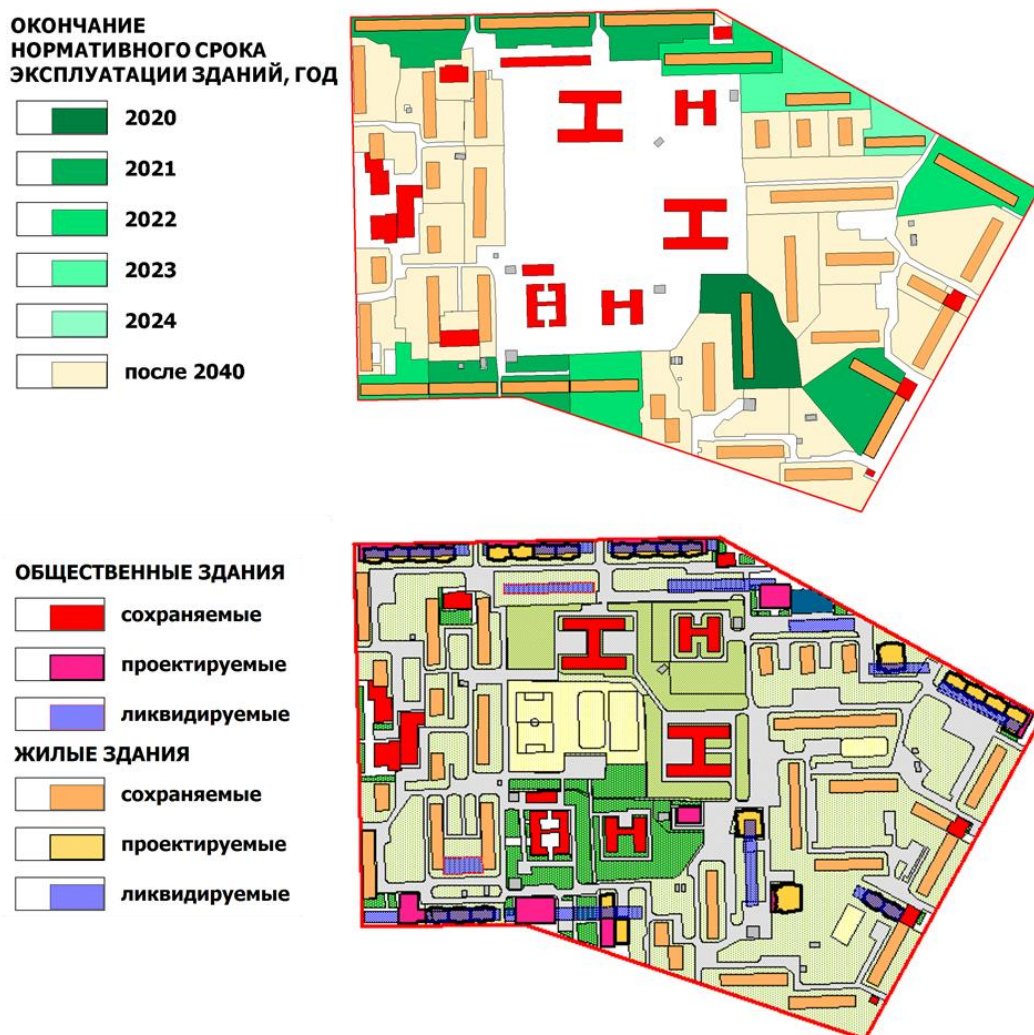 ОКОНЧАНИЕ
НОРМАТИВНОГО СРОКА
ЭКСПЛУАТАЦИИ ЗДАНИЙ, ГОД
2020
2021
2022
2023
2024
после 2040
ОБЩЕСТВЕННЫЕ ЗДАНИЯ
сохраняемые
проектируемые
ликвидируемые
ЖИЛЫЕ ЗДАНИЯ
сохраняемые
проектируемые
ликвидируемые